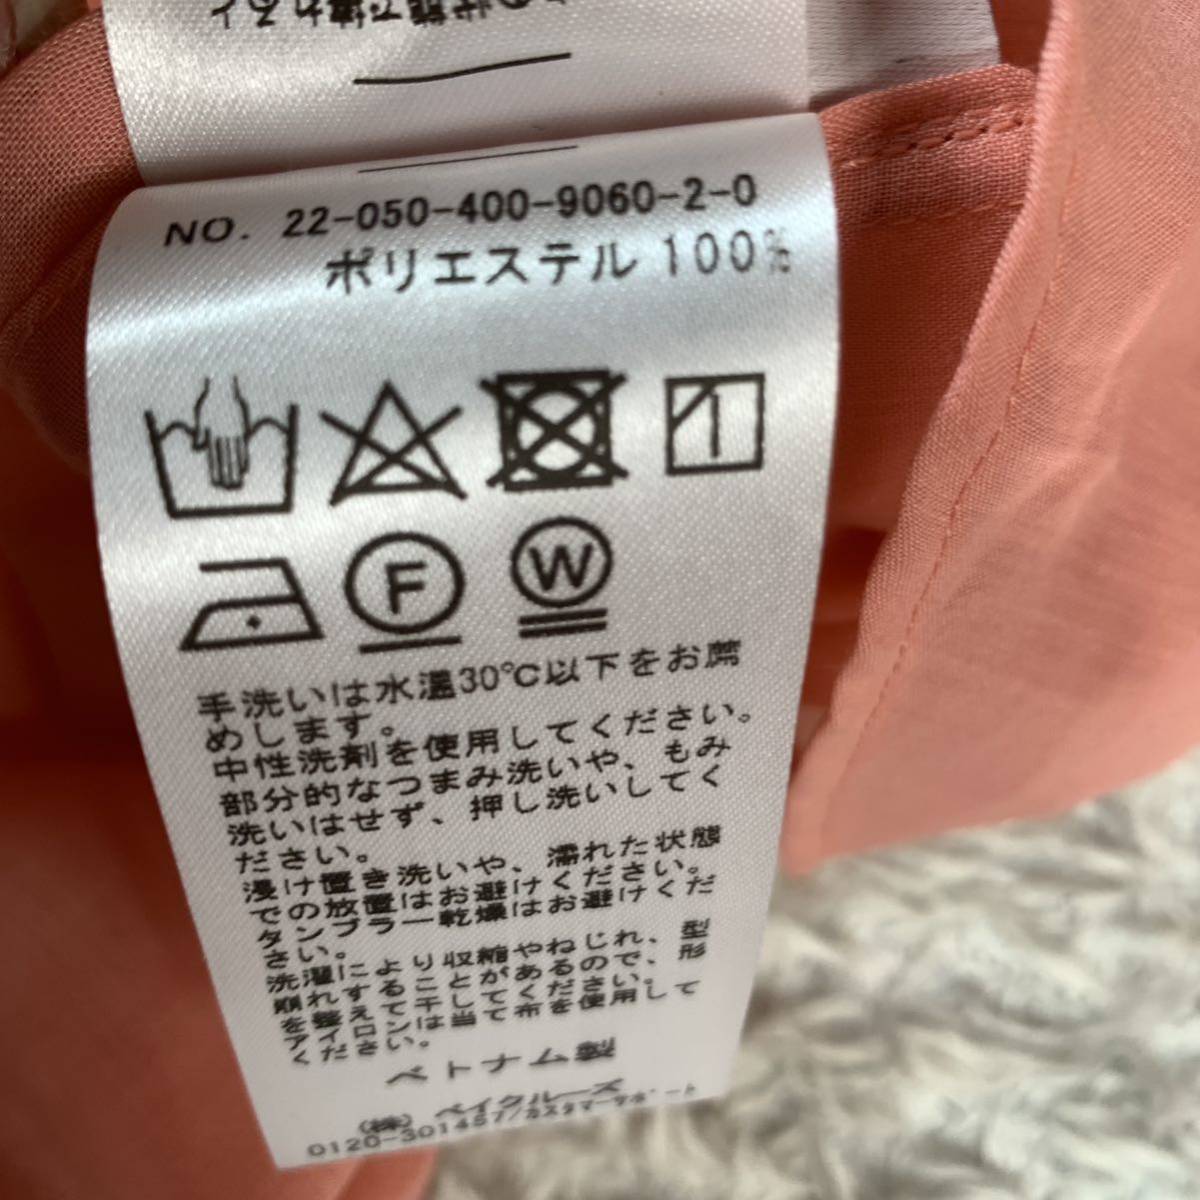 NO. 22-050-400-9060-2-0
ポリエステル 100%
F
W
手洗いは水温30℃以下をお薦
めします。
中性洗剤を使用してください。
部分的なつまみ洗いや、もみ
洗いはせず、押し洗いしてく
ださい。
浸け置き洗いや、濡れた状態
での放置はお避けください。
タンブラー乾燥はお避けくだ
さい。
洗濯により収縮やねじれ、型
崩れすることがあるので、形
を整えて干してください。
アイロンは当て布を使用して
ください。
ベトナム製
(株) ベイクルーズ
0120-301457/カスタマーサポート